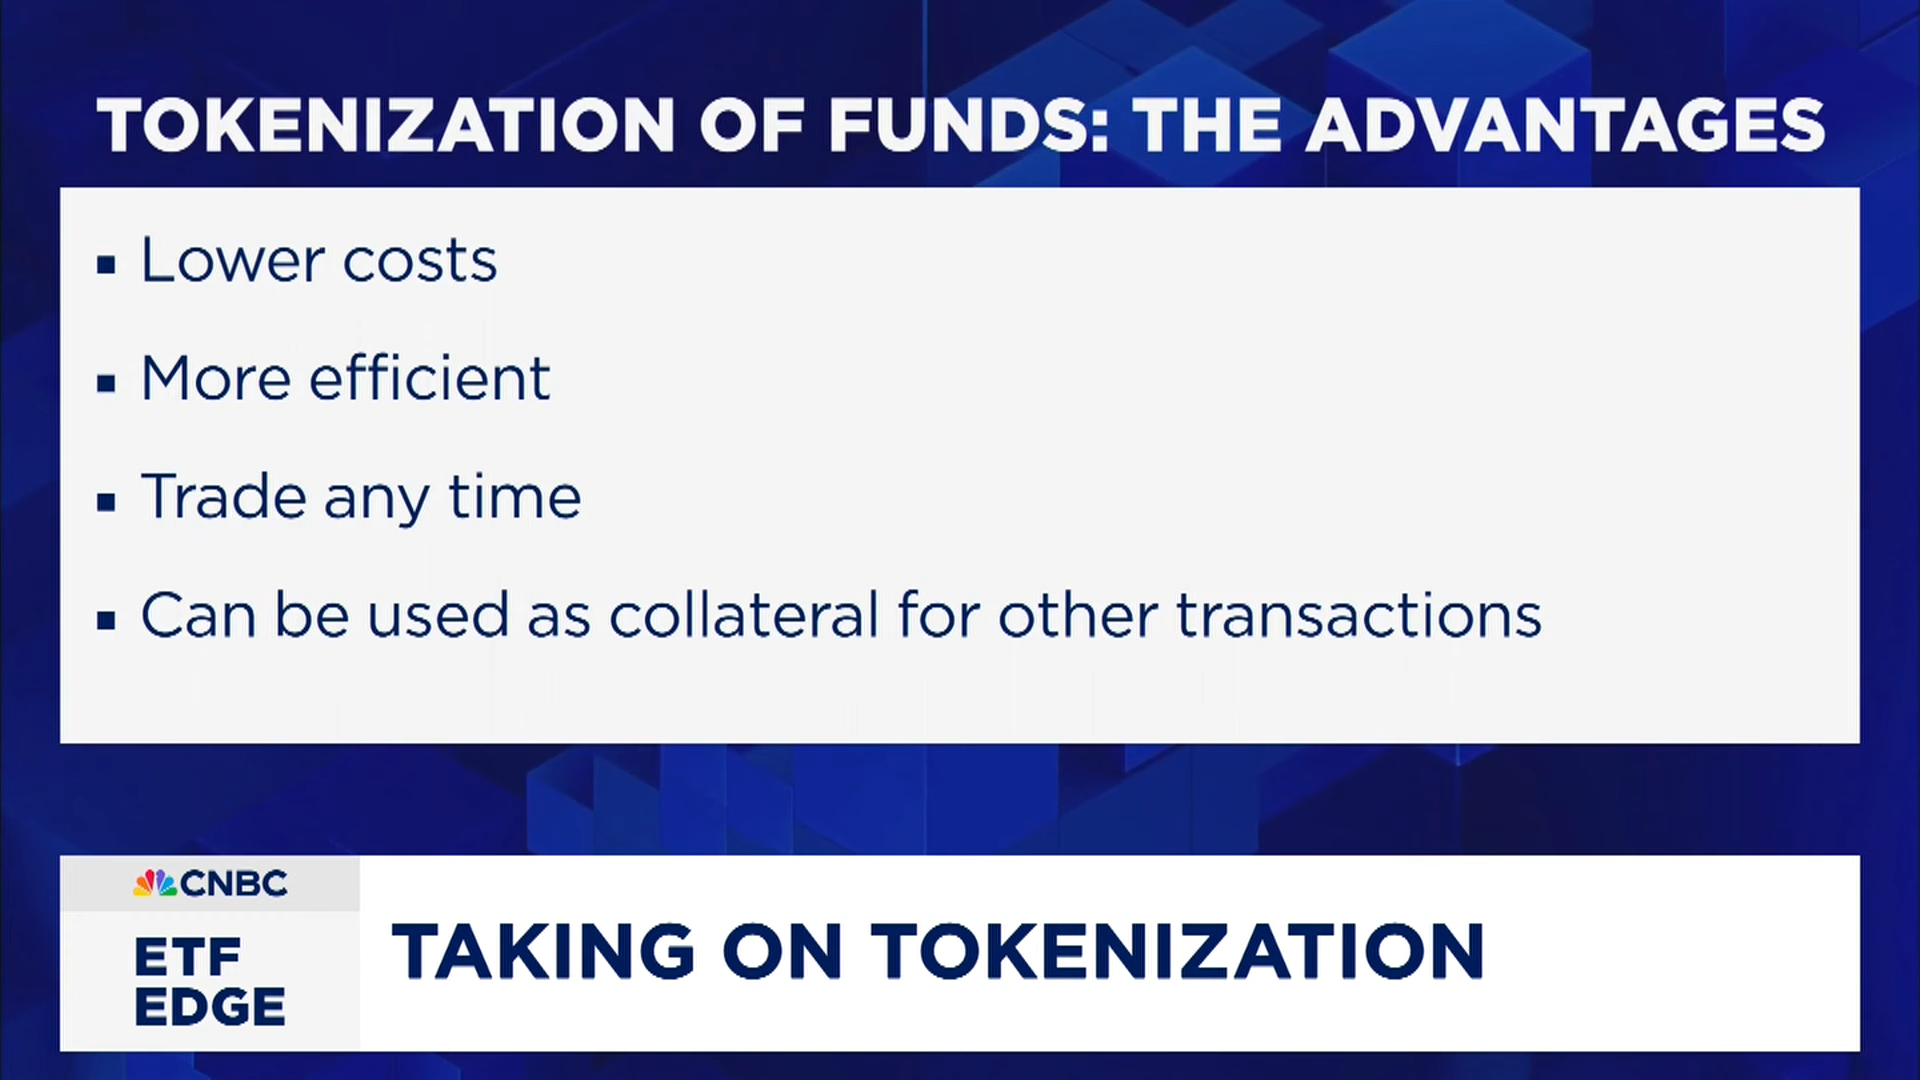 TOKENIZATION OF FUNDS: THE ADVANTAGES
▪ Lower costs
▪ More efficient
▪ Trade any time
▪ Can be used as collateral for other transactions
CNBC
ETF
EDGE
TAKING ON TOKENIZATION